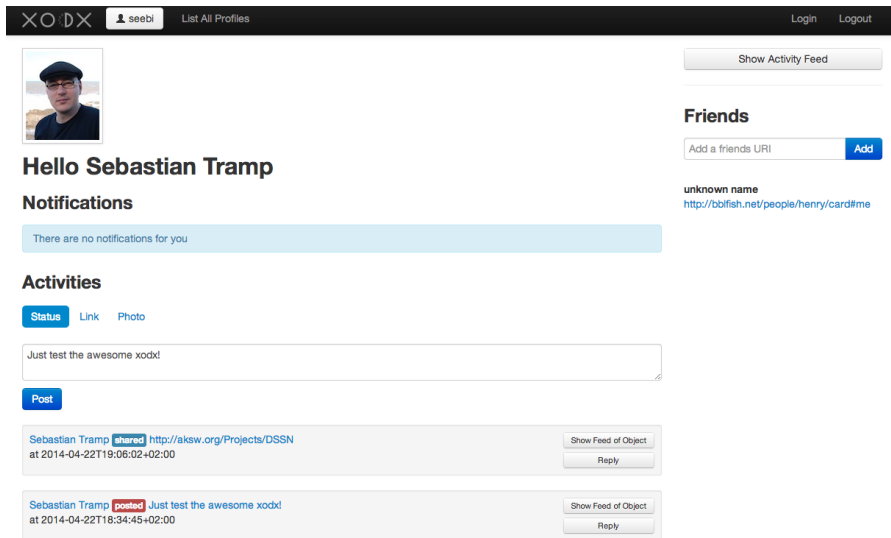 XODX seebi List All Profiles Login Logout
Show Activity Feed
Hello Sebastian Tramp
Notifications
There are no notifications for you
Activities
Status Link Photo
Just test the awesome xodx!
Post
Sebastian Tramp shared http://aksw.org/Projects/DSSN
at 2014-04-22T19:06:02+02:00
Show Feed of Object
Reply
Sebastian Tramp posted Just test the awesome xodx!
at 2014-04-22T18:34:45+02:00
Show Feed of Object
Reply
Friends
Add a friends URI Add
unknown name
http://bblfish.net/people/henry/card#me